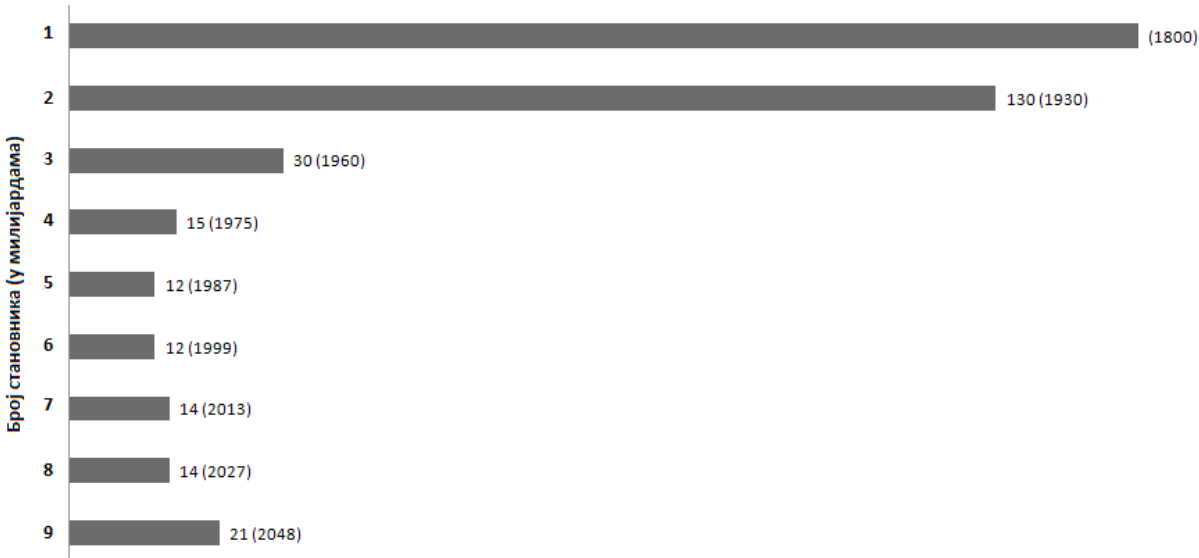 Број становника (у милијардама)
1 (1800)
2 130 (1930)
3 30 (1960)
4 15 (1975)
5 12 (1987)
6 12 (1999)
7 14 (2013)
8 14 (2027)
9 21 (2048)